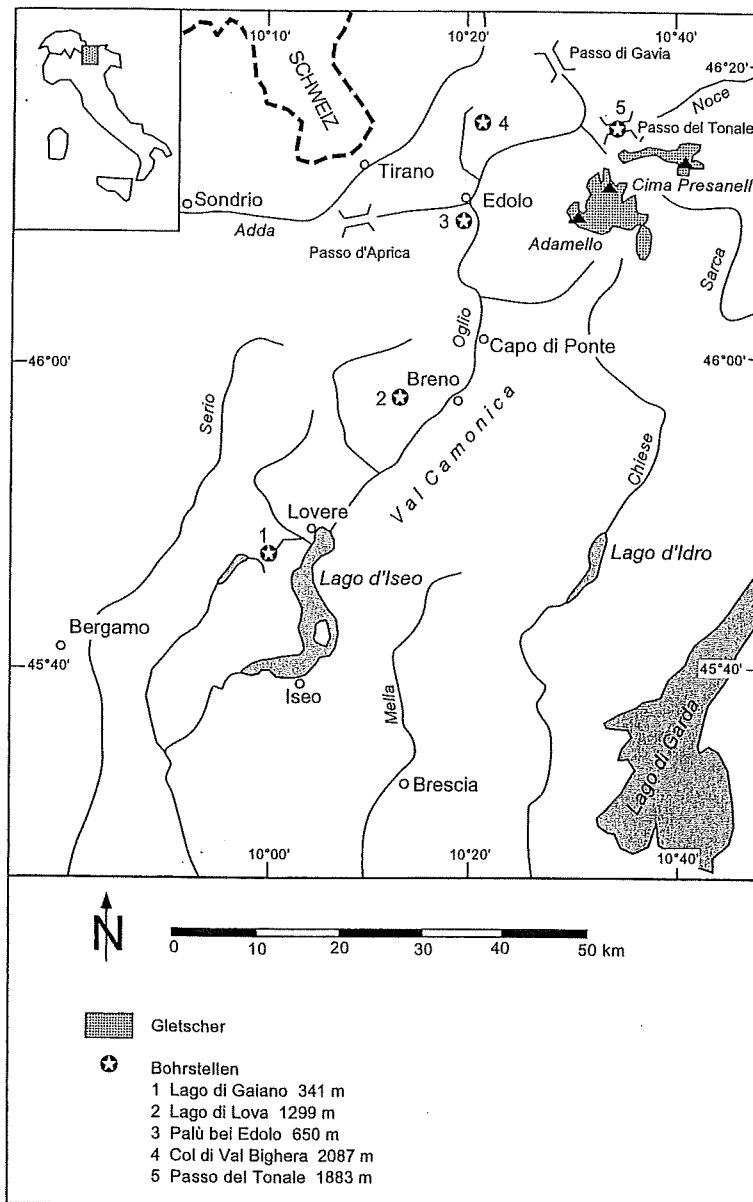 10°10'
10°20'
10°40'
SCHWEIZ
Passo di Gavia
46°20'
Noce
5
Passo del Tonale
4
Tirano
Cima Presanell
Sondrio
Edolo
3
Adda
Passo d'Aprica
Adamello
Sarca
Oglio
Capo di Ponte
46°00'
46°00'
Breno
2
Serio
Val Camonica
Chiese
Lovere
1
Lago d'Iseo
Lago d'Idro
Bergamo
45°40'
45°40'
Iseo
Mella
Lago di Garda
Brescia
10°00'
10°20'
10°40'
N
0 10 20 30 40 50 km
Gletscher
Bohrstellen
1 Lago di Gaiano 341 m
2 Lago di Lova 1299 m
3 Palù bei Edolo 650 m
4 Col di Val Bighera 2087 m
5 Passo del Tonale 1883 m